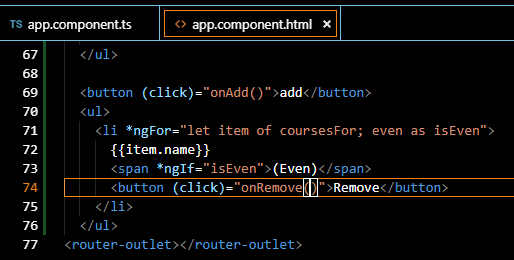 TS app.component.ts <> app.component.html ×
67 </ul>
68
69 <button (click)="onAdd()">add</button>
70 <ul>
71 <li *ngFor="let item of coursesFor; even as isEven">
72 {{item.name}}
73 <span *ngIf="isEven">(Even)</span>
74 <button (click)="onRemove()">Remove</button>
75 </li>
76 </ul>
77 <router-outlet></router-outlet>